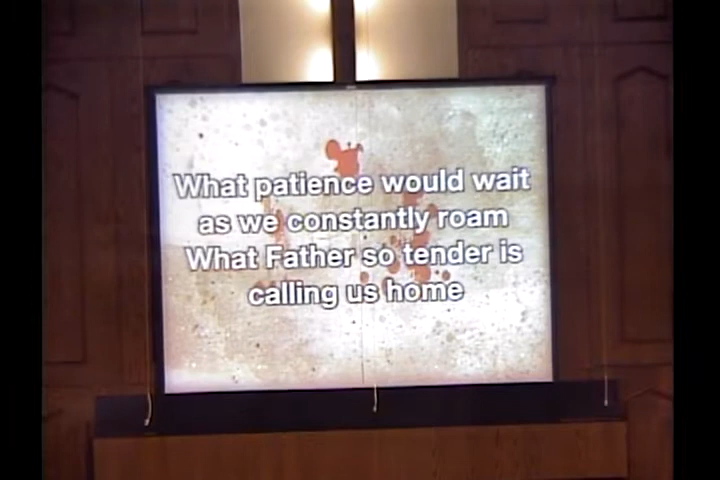 What patience would wait
as we constantly roam
What Father so tender is
calling us home